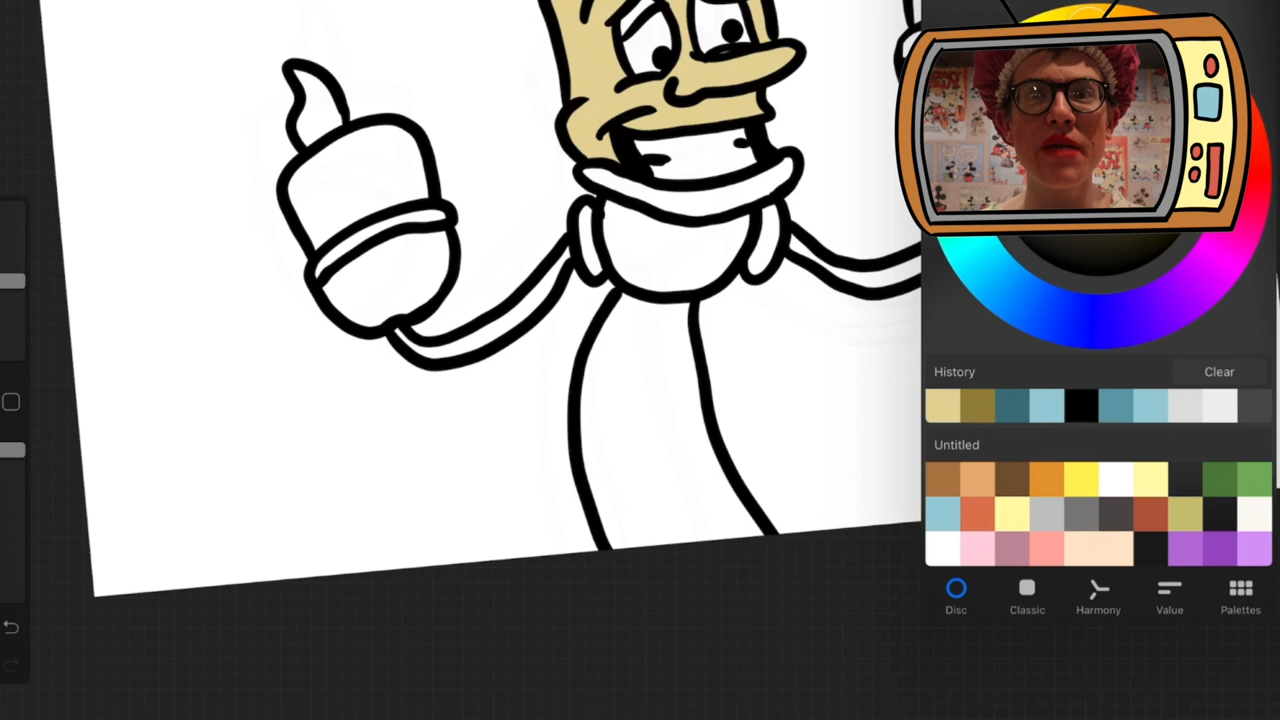 History
Clear
Untitled
Disc
Classic
Harmony
Value
Palettes